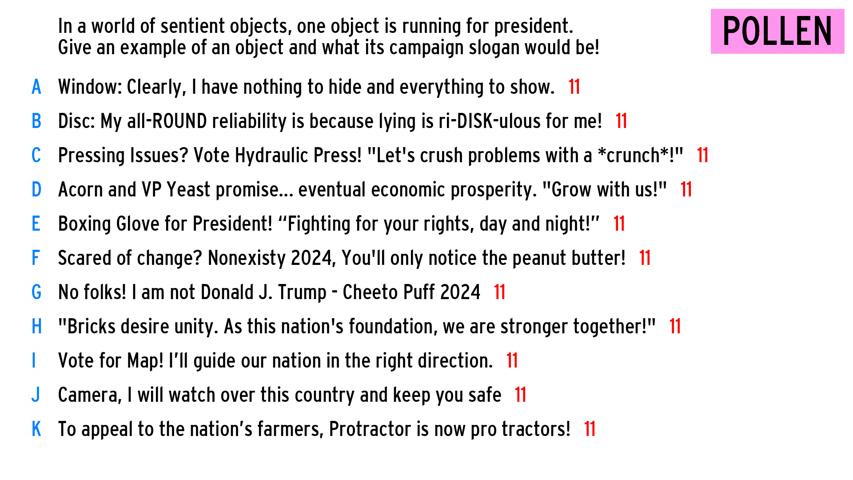 In a world of sentient objects, one object is running for president.
Give an example of an object and what its campaign slogan would be!
POLLEN
A Window: Clearly, I have nothing to hide and everything to show. 11
B Disc: My all-ROUND reliability is because lying is ri-DISK-ulous for me! 11
C Pressing Issues? Vote Hydraulic Press! "Let's crush problems with a *crunch*!" 11
D Acorn and VP Yeast promise... eventual economic prosperity. "Grow with us!" 11
E Boxing Glove for President! “Fighting for your rights, day and night!” 11
F Scared of change? Nonexisty 2024, You'll only notice the peanut butter! 11
G No folks! I am not Donald J. Trump - Cheeto Puff 2024 11
H "Bricks desire unity. As this nation's foundation, we are stronger together!" 11
I Vote for Map! I’ll guide our nation in the right direction. 11
J Camera, I will watch over this country and keep you safe 11
K To appeal to the nation’s farmers, Protractor is now pro tractors! 11